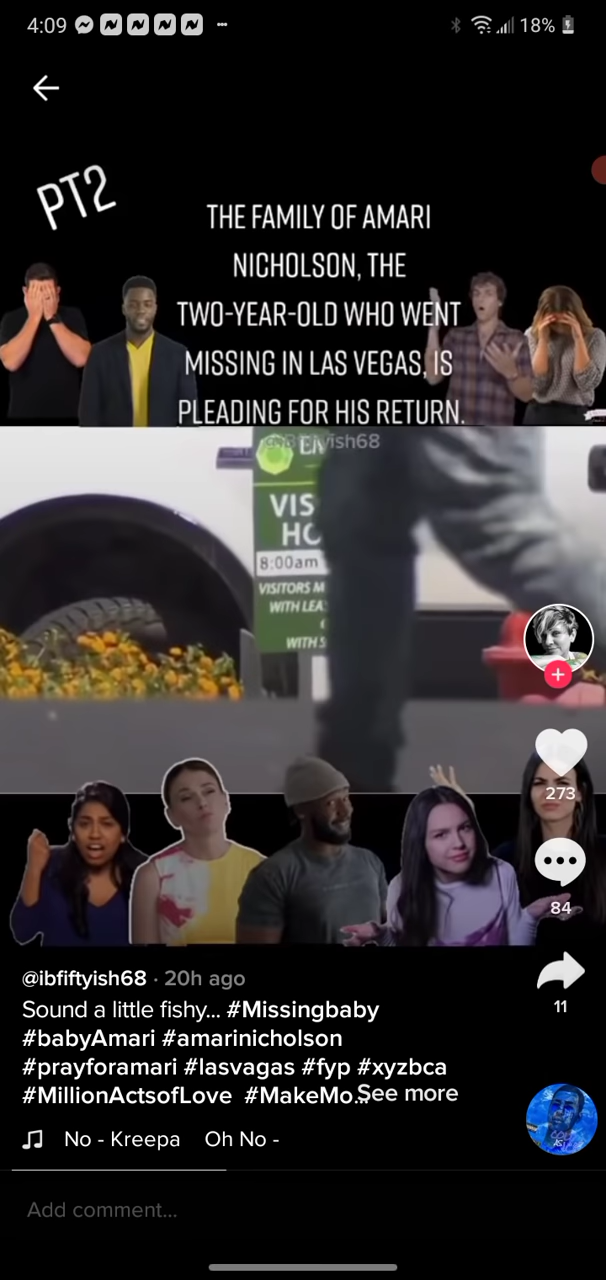 4:09
18%
PT2
THE FAMILY OF AMARI
NICHOLSON, THE
TWO-YEAR-OLD WHO WENT
MISSING IN LAS VEGAS, IS
PLEADING FOR HIS RETURN.
VIS
HO
8:00am
VISITORS M
WITH LEA
WITH S
273
84
@ibfiftyish68 · 20h ago
11
Sound a little fishy... #Missingbaby
#babyAmari #amarinicholson
#prayforamari #lasvagas #fyp #xyzbca
#MillionActsofLove #MakeMo... See more
No - Kreepa Oh No -
Add comment...